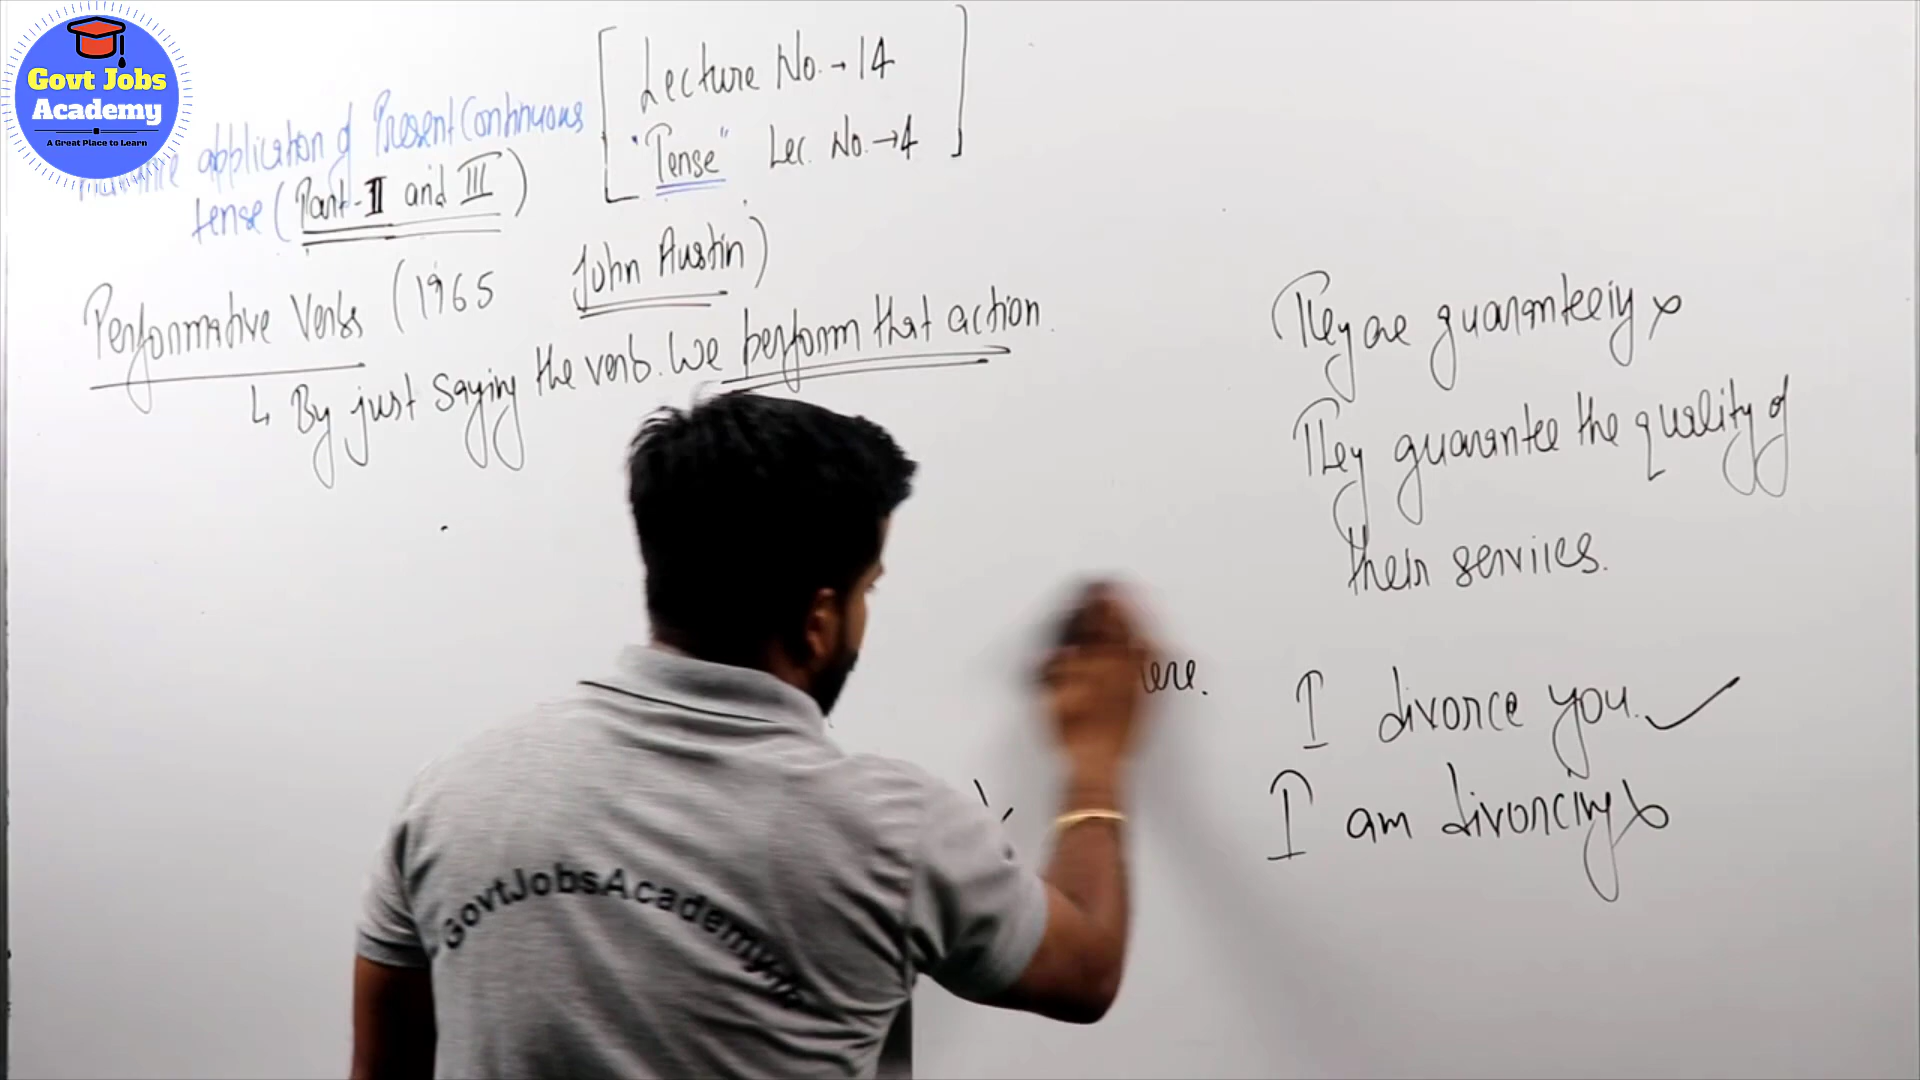 Govt Jobs
Academy
A Great Place to Learn
application of Present Continuous
tense (Part-II and III)
[Lecture No. → 14
"Tense" Lec. No. → 4]
Performative Verbs (1965 John Austin)
↳ By just saying the verb. We perform that action.
They are guaranteeing x
They guarantee the quality of
their services.
I divorce you. ✓
I am divorcing x
GovtJobsAcademy